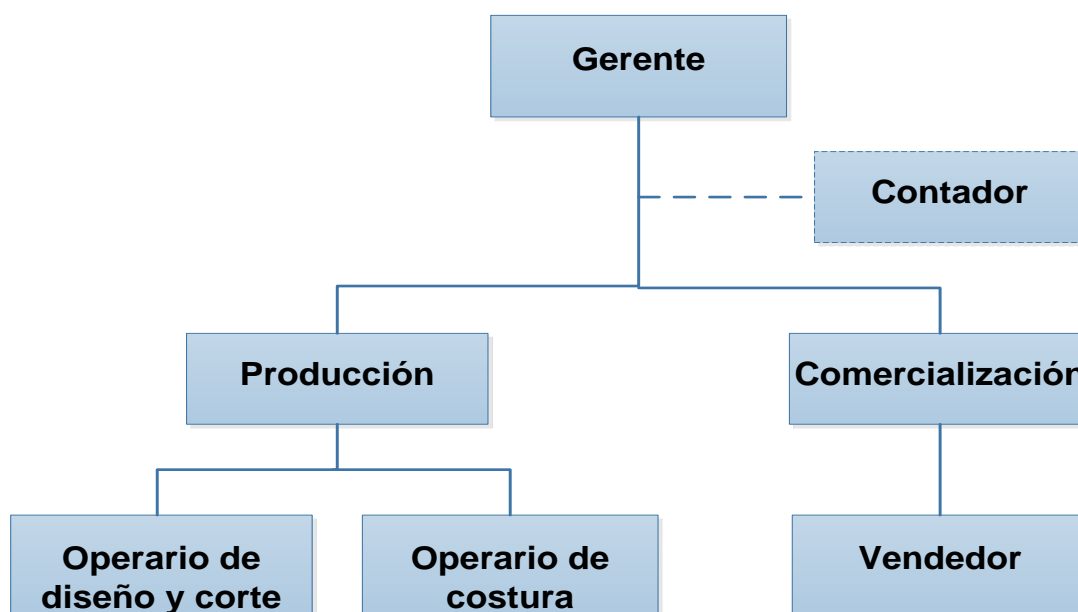 Gerente
Contador
Producción
Comercialización
Operario de
diseño y corte
Operario de
costura
Vendedor